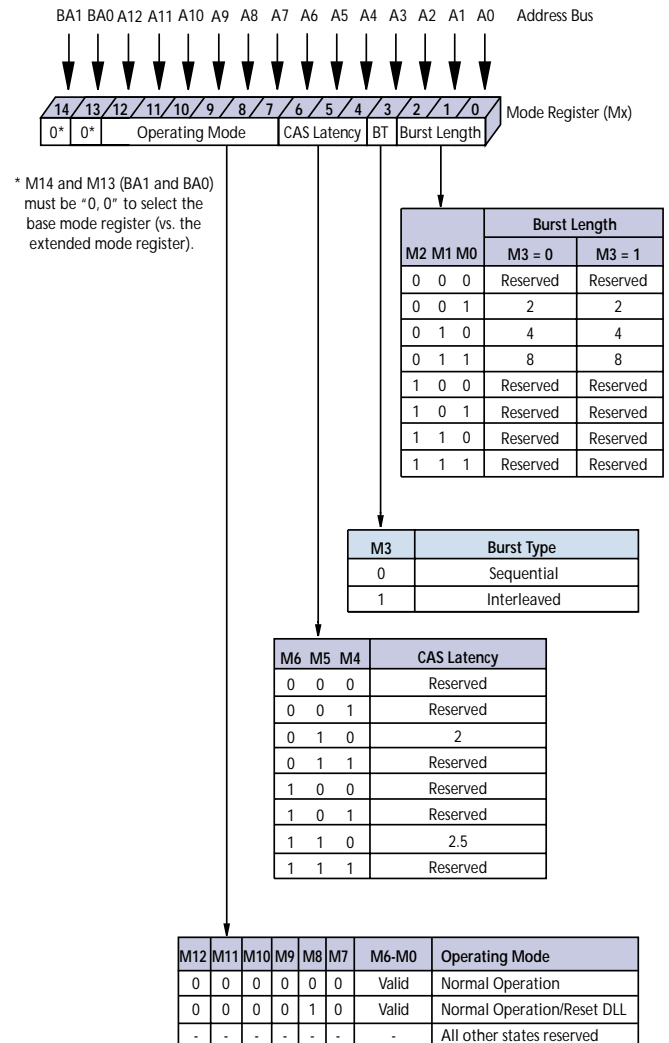 BA1 BA0 A12 A11 A10 A9 A8 A7 A6 A5 A4 A3 A2 A1 A0 Address Bus
14 13 12 11 10 9 8 7 6 5 4 3 2 1 0 Mode Register (Mx)
0* 0* Operating Mode CAS Latency BT Burst Length
* M14 and M13 (BA1 and BA0)
must be "0, 0" to select the
base mode register (vs. the
extended mode register).
Burst Length
M2 M1 M0 M3 = 0 M3 = 1
0 0 0 Reserved Reserved
0 0 1 2 2
0 1 0 4 4
0 1 1 8 8
1 0 0 Reserved Reserved
1 0 1 Reserved Reserved
1 1 0 Reserved Reserved
1 1 1 Reserved Reserved
M3 Burst Type
0 Sequential
1 Interleaved
M6 M5 M4 CAS Latency
0 0 0 Reserved
0 0 1 Reserved
0 1 0 2
0 1 1 Reserved
1 0 0 Reserved
1 0 1 Reserved
1 1 0 2.5
1 1 1 Reserved
M12 M11 M10 M9 M8 M7 M6-M0 Operating Mode
0 0 0 0 0 0 Valid Normal Operation
0 0 0 0 1 0 Valid Normal Operation/Reset DLL
- - - - - - - All other states reserved